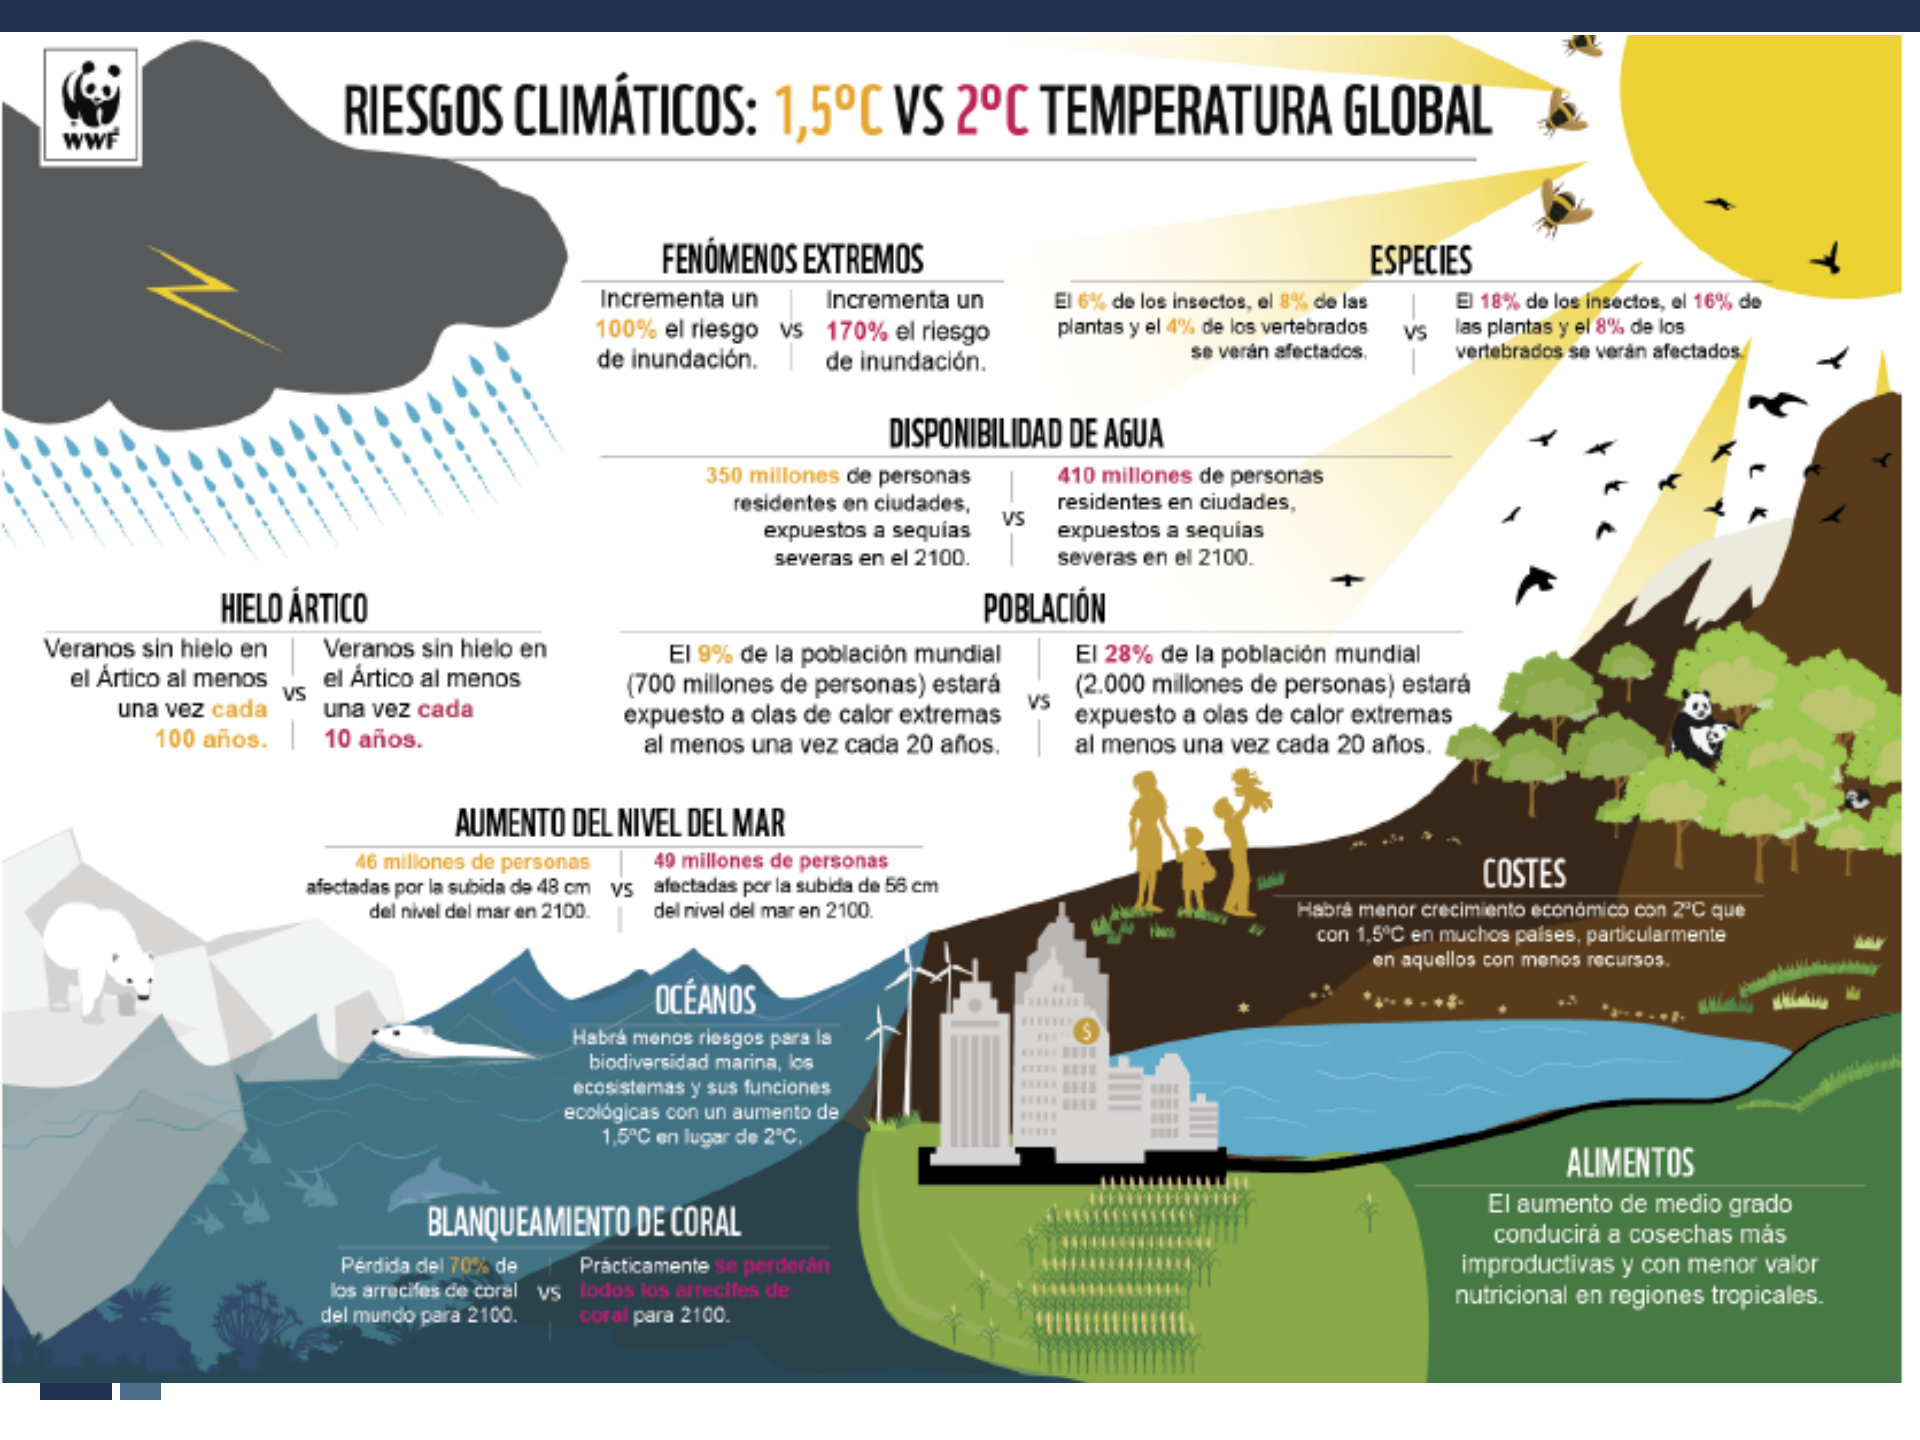 WWF
RIESGOS CLIMÁTICOS: 1,5ºC VS 2ºC TEMPERATURA GLOBAL
FENÓMENOS EXTREMOS
Incrementa un
100% el riesgo
de inundación.
vs
Incrementa un
170% el riesgo
de inundación.
ESPECIES
El 6% de los insectos, el 8% de las
plantas y el 4% de los vertebrados
se verán afectados.
vs
El 18% de los insectos, el 16% de
las plantas y el 8% de los
vertebrados se verán afectados.
DISPONIBILIDAD DE AGUA
350 millones de personas
residentes en ciudades,
expuestos a sequías
severas en el 2100.
vs
410 millones de personas
residentes en ciudades,
expuestos a sequías
severas en el 2100.
HIELO ÁRTICO
Veranos sin hielo en
el Ártico al menos
una vez cada
100 años.
vs
Veranos sin hielo en
el Ártico al menos
una vez cada
10 años.
POBLACIÓN
El 9% de la población mundial
(700 millones de personas) estará
expuesto a olas de calor extremas
al menos una vez cada 20 años.
vs
El 28% de la población mundial
(2.000 millones de personas) estará
expuesto a olas de calor extremas
al menos una vez cada 20 años.
AUMENTO DEL NIVEL DEL MAR
46 millones de personas
afectadas por la subida de 48 cm
del nivel del mar en 2100.
vs
49 millones de personas
afectadas por la subida de 56 cm
del nivel del mar en 2100.
COSTES
Habrá menor crecimiento económico con 2ºC que
con 1,5ºC en muchos países, particularmente
en aquellos con menos recursos.
OCÉANOS
Habrá menos riesgos para la
biodiversidad marina, los
ecosistemas y sus funciones
ecológicas con un aumento de
1,5ºC en lugar de 2ºC.
$
BLANQUEAMIENTO DE CORAL
Pérdida del 70% de
los arrecifes de coral
del mundo para 2100.
vs
Prácticamente se perderán
todos los arrecifes de
coral para 2100.
ALIMENTOS
El aumento de medio grado
conducirá a cosechas más
improductivas y con menor valor
nutricional en regiones tropicales.